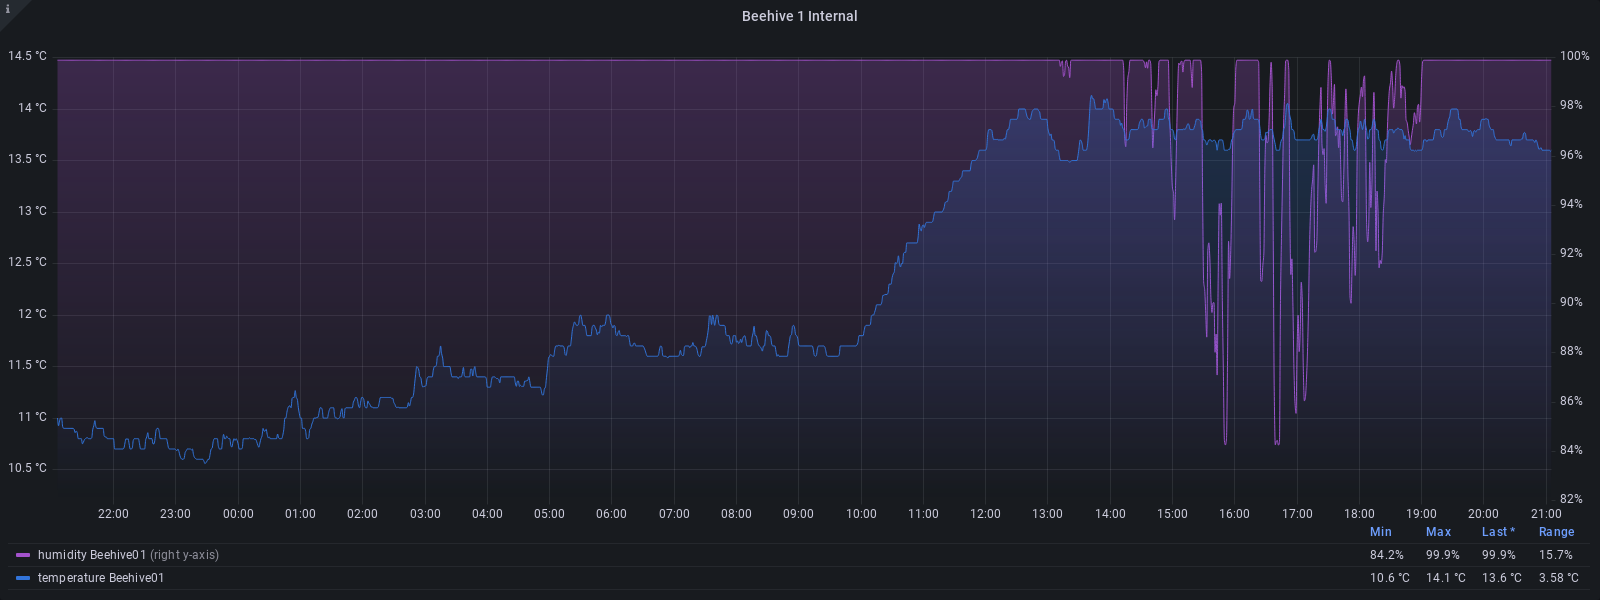 i
Beehive 1 Internal
14.5 °C 100%
14 °C 98%
13.5 °C 96%
13 °C 94%
12.5 °C 92%
12 °C 90%
11.5 °C 88%
11 °C 86%
10.5 °C 84%
82%
22:00 23:00 00:00 01:00 02:00 03:00 04:00 05:00 06:00 07:00 08:00 09:00 10:00 11:00 12:00 13:00 14:00 15:00 16:00 17:00 18:00 19:00 20:00 21:00
Min Max Last * Range
humidity Beehive01 (right y-axis) 84.2% 99.9% 99.9% 15.7%
temperature Beehive01 10.6 °C 14.1 °C 13.6 °C 3.58 °C